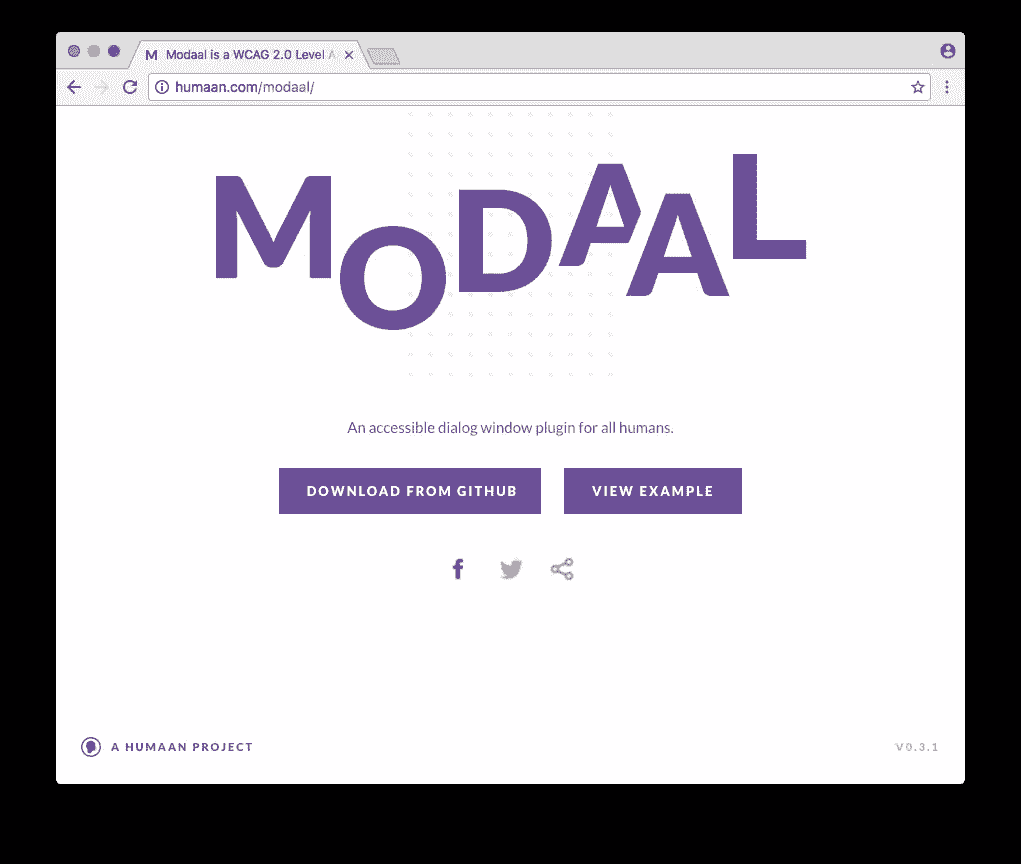 M Modaal is a WCAG 2.0 Level A
humaan.com/modaal/
MODAAL
An accessible dialog window plugin for all humans.
DOWNLOAD FROM GITHUB
VIEW EXAMPLE
A HUMAAN PROJECT
V0.3.1